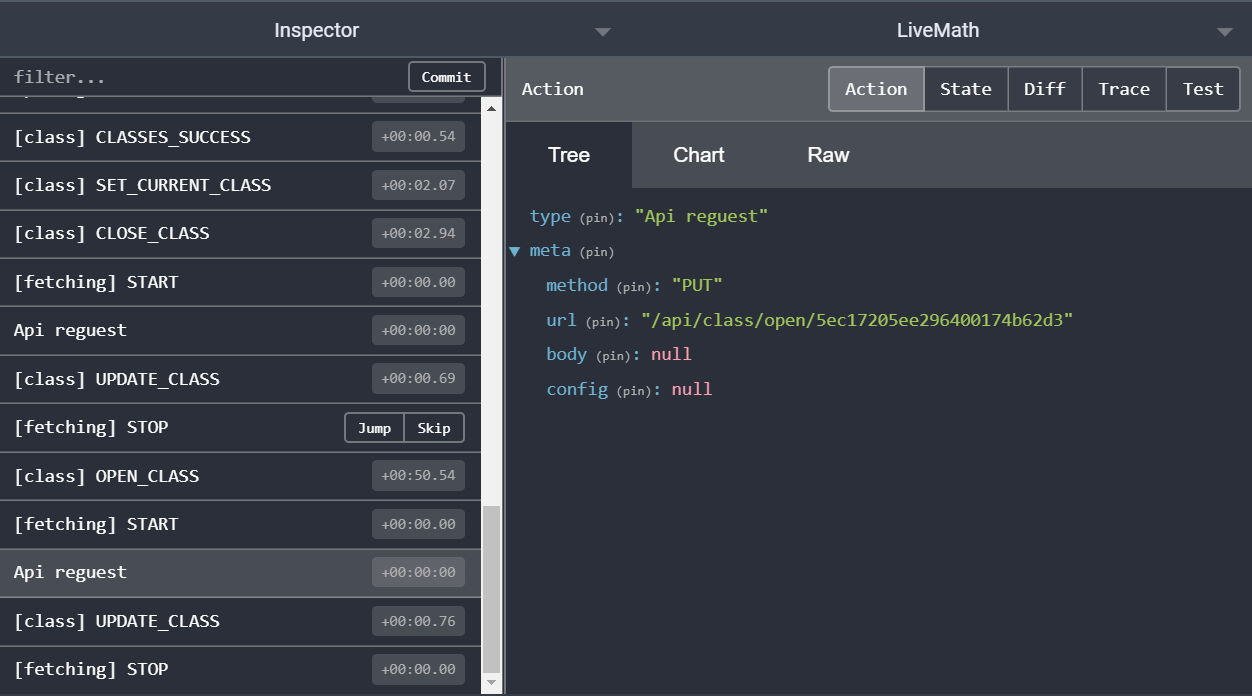 Inspector
LiveMath
filter...
Commit
[class] CLASSES_SUCCESS +00:00.54
[class] SET_CURRENT_CLASS +00:02.07
[class] CLOSE_CLASS +00:02.94
[fetching] START +00:00.00
Api reguest +00:00:00
[class] UPDATE_CLASS +00:00.69
[fetching] STOP Jump Skip
[class] OPEN_CLASS +00:50.54
[fetching] START +00:00.00
Api reguest +00:00:00
[class] UPDATE_CLASS +00:00.76
[fetching] STOP +00:00.00
Action
Action State Diff Trace Test
Tree Chart Raw
type (pin): "Api reguest"
meta (pin)
method (pin): "PUT"
url (pin): "/api/class/open/5ec17205ee296400174b62d3"
body (pin): null
config (pin): null